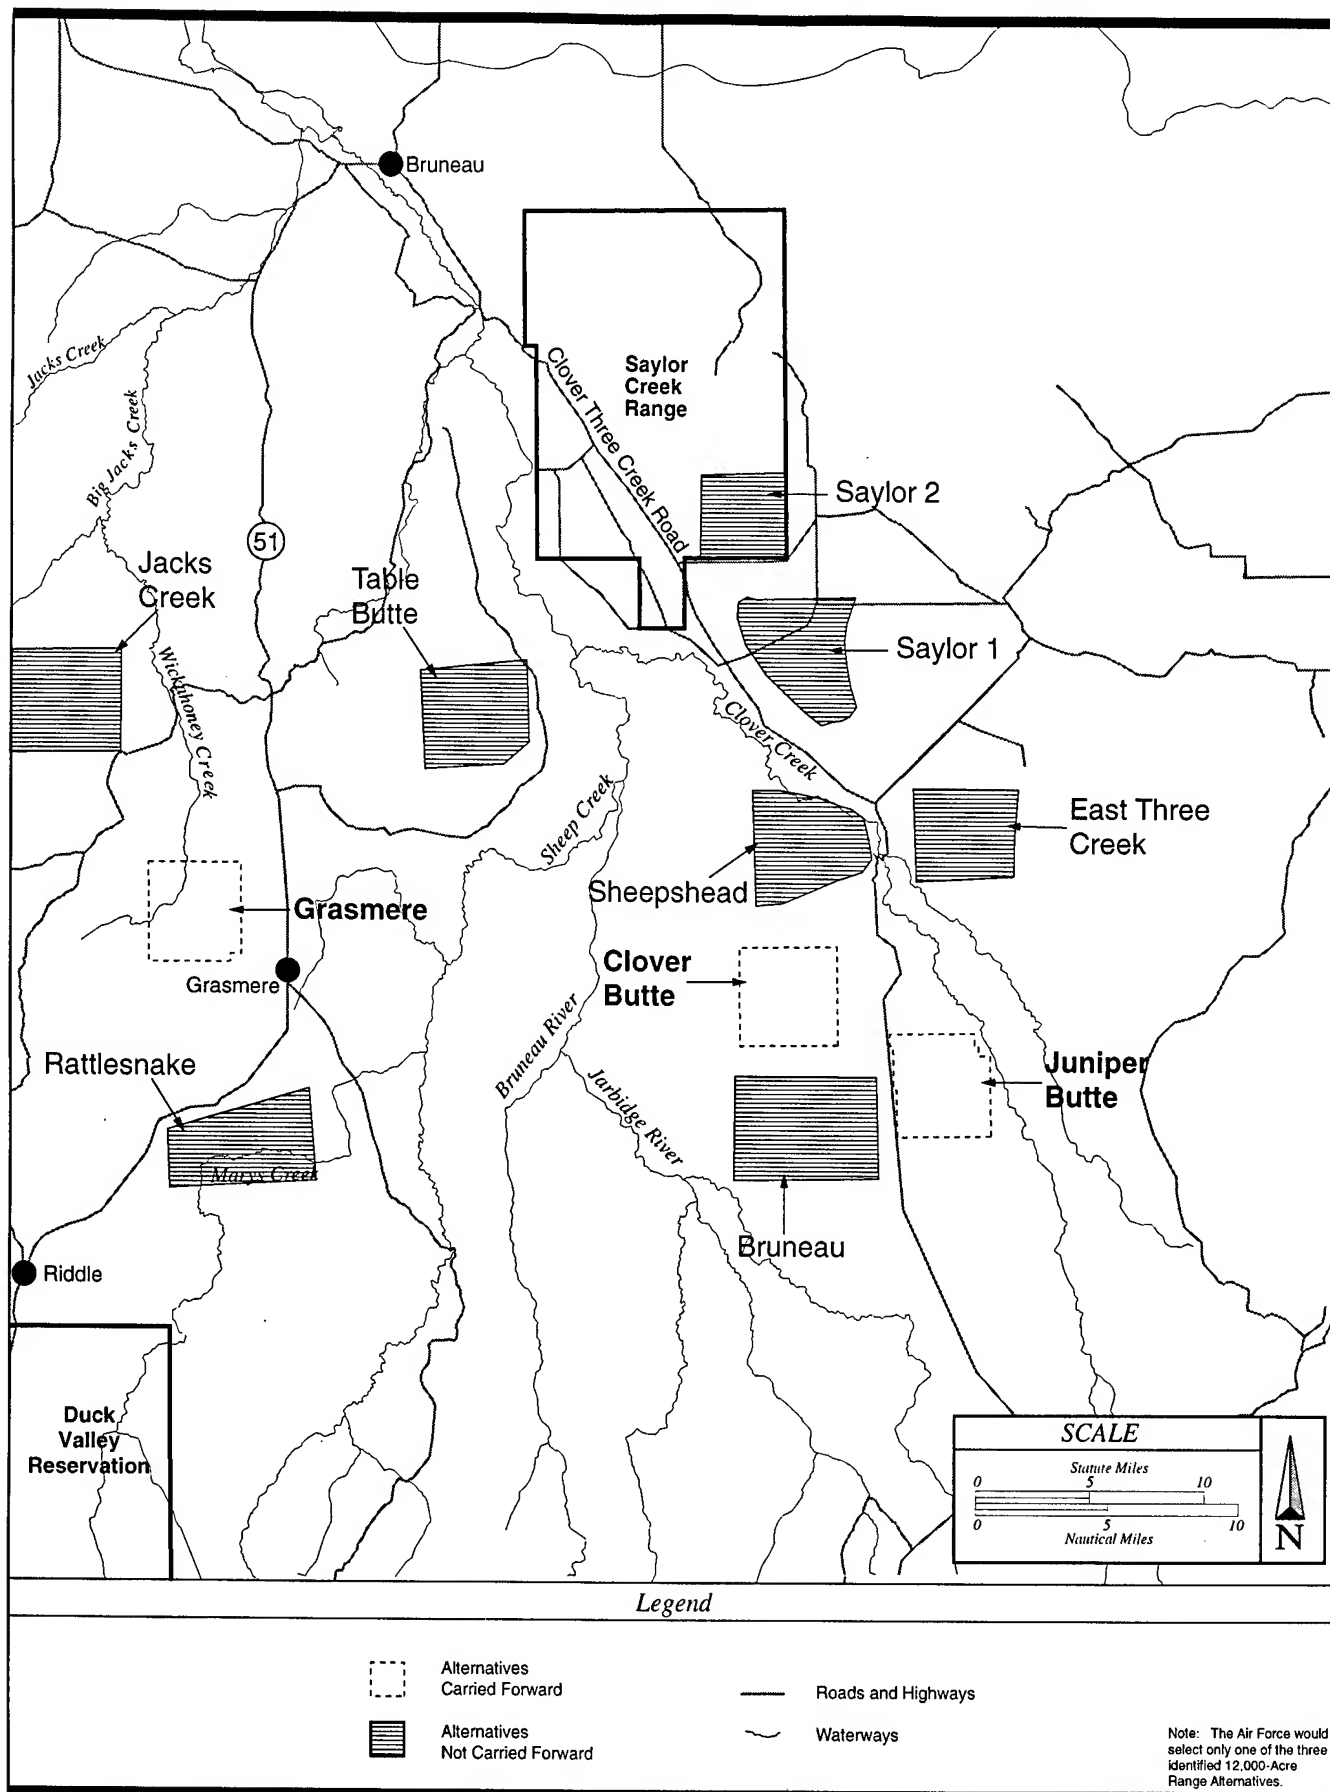 Bruneau
Saylor
Creek
Range
Clover Three Creek Road
Jacks Creek
Big Jacks Creek
Saylor 2
51
Jacks
Creek
Table
Butte
Saylor 1
Wickahoney Creek
Clover Creek
Sheep Creek
East Three
Creek
Sheepshead
Grasmere
Clover
Butte
Grasmere
Bruneau River
Rattlesnake
Jarbidge River
Juniper
Butte
Marys Creek
Bruneau
Riddle
Duck
Valley
Reservation
SCALE
Statute Miles
0 5 10
0 5 10
Nautical Miles
N
Legend
Alternatives
Carried Forward
Roads and Highways
Alternatives
Not Carried Forward
Waterways
Note: The Air Force would
select only one of the three
identified 12,000-Acre
Range Alternatives.